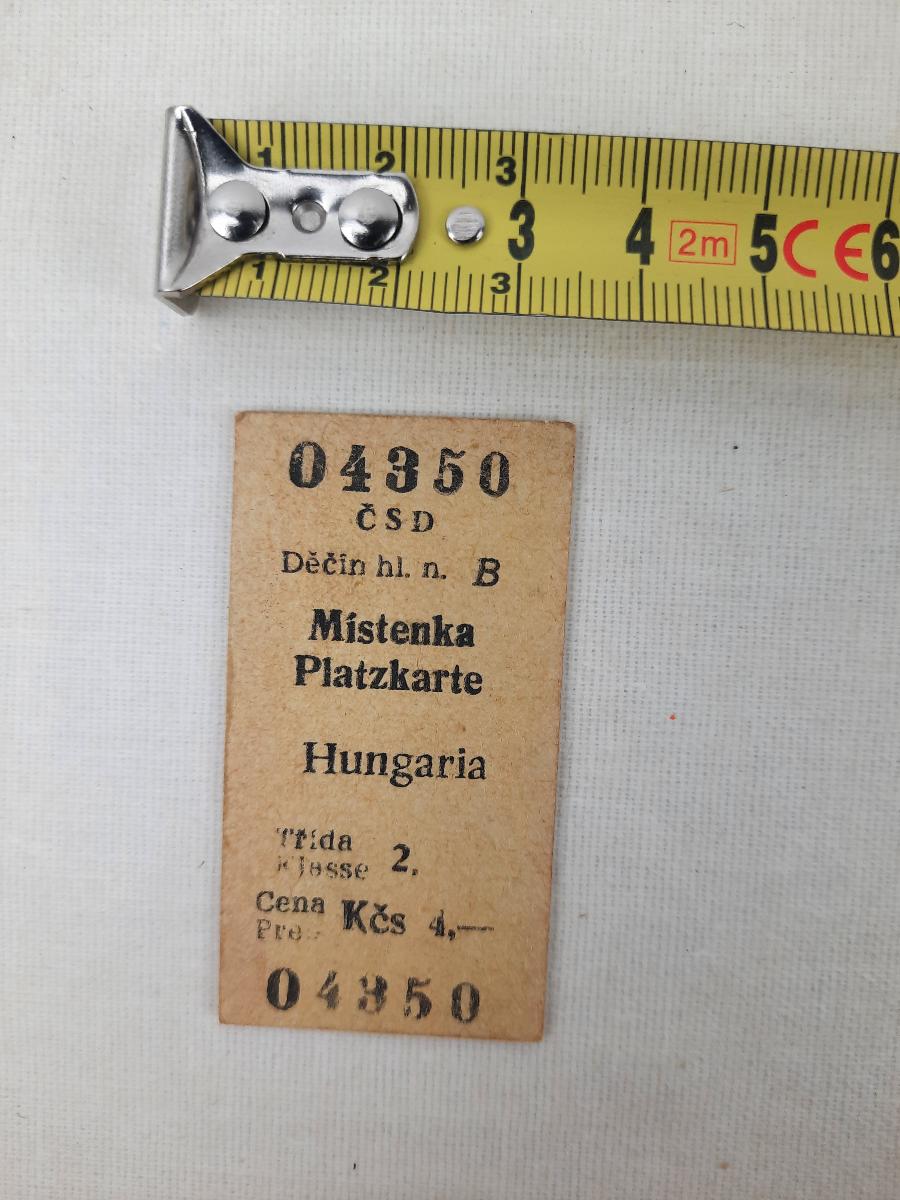 1 2 3
3 4 2m 5 CE 6
1 2 3
04350
ČSD
Děčín hl. n. B
Místenka
Platzkarte
Hungaria
Třída
Klasse 2.
Cena
Kčs 4,—
04350